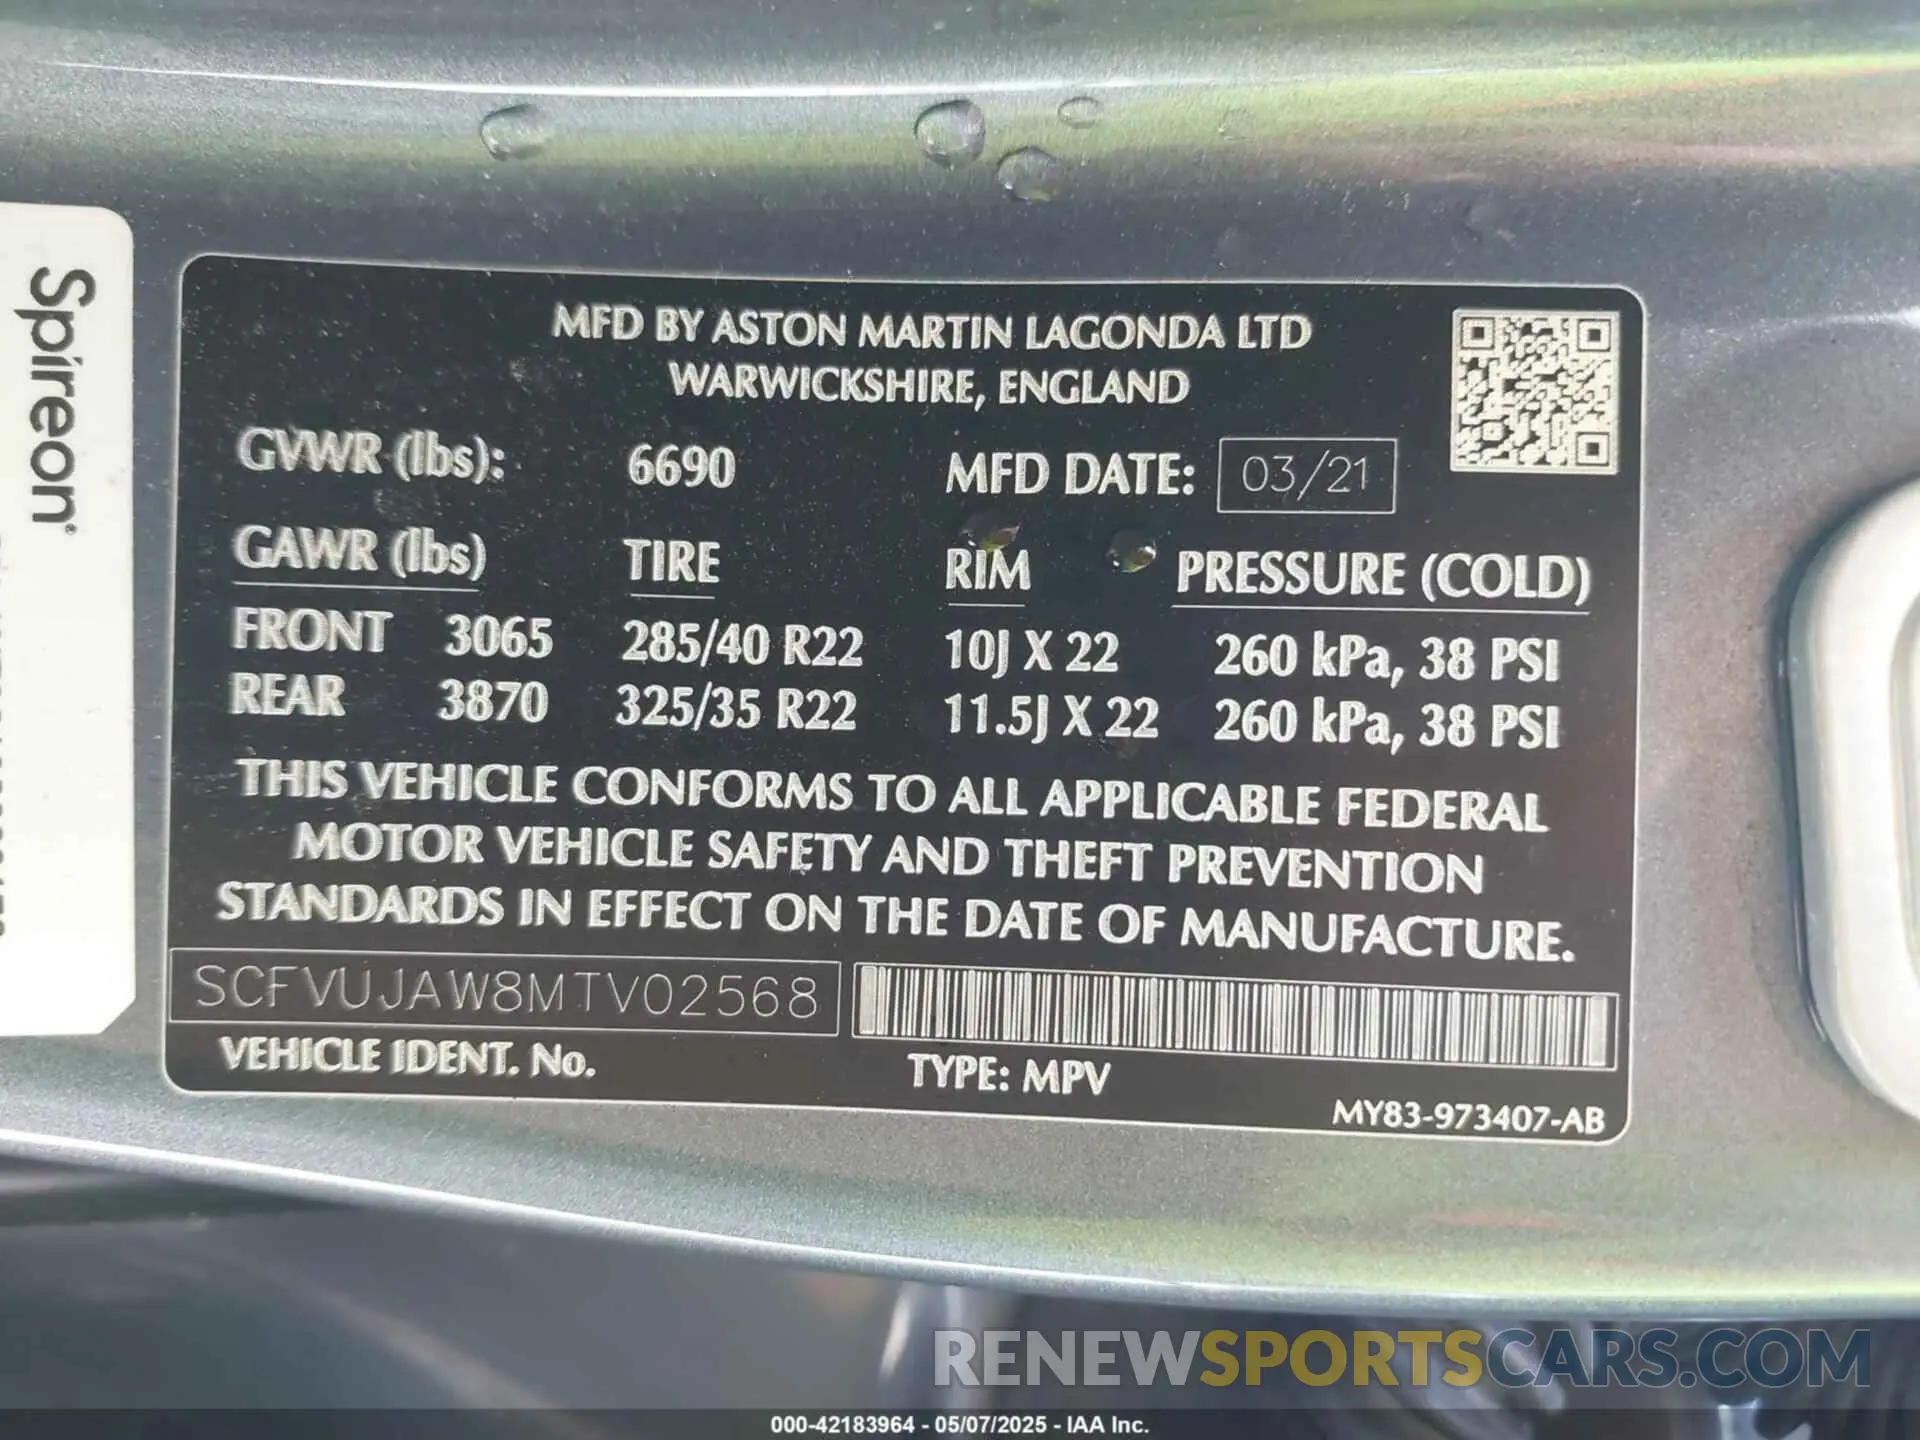 Spireon
MFD BY ASTON MARTIN LAGONDA LTD
WARWICKSHIRE, ENGLAND
GVWR (lbs): 6690 MFD DATE: 03/21
GAWR (lbs) TIRE RIM PRESSURE (COLD)
FRONT 3065 285/40 R22 10J X 22 260 kPa, 38 PSI
REAR 3870 325/35 R22 11.5J X 22 260 kPa, 38 PSI
THIS VEHICLE CONFORMS TO ALL APPLICABLE FEDERAL
MOTOR VEHICLE SAFETY AND THEFT PREVENTION
STANDARDS IN EFFECT ON THE DATE OF MANUFACTURE.
SCFVUJAW8MTV02568
VEHICLE IDENT. No. TYPE: MPV
MY83-973407-AB
RENEWSPORTSCARS.COM
000-42183964 - 05/07/2025 - IAA Inc.